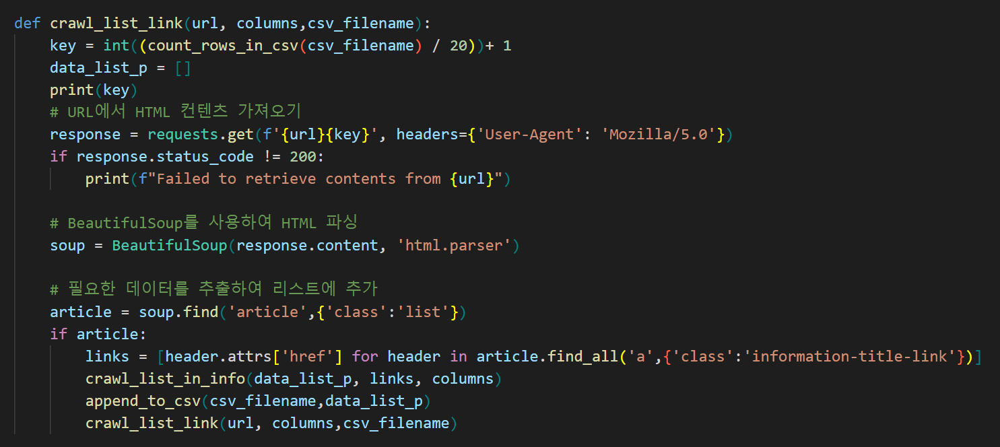 def crawl_list_link(url, columns,csv_filename):
    key = int((count_rows_in_csv(csv_filename) / 20))+ 1
    data_list_p = []
    print(key)
    # URL에서 HTML 컨텐츠 가져오기
    response = requests.get(f'{url}{key}', headers={'User-Agent': 'Mozilla/5.0'})
    if response.status_code != 200:
        print(f"Failed to retrieve contents from {url}")

    # BeautifulSoup를 사용하여 HTML 파싱
    soup = BeautifulSoup(response.content, 'html.parser')

    # 필요한 데이터를 추출하여 리스트에 추가
    article = soup.find('article',{'class':'list'})
    if article:
        links = [header.attrs['href'] for header in article.find_all('a',{'class':'information-title-link'})]
        crawl_list_in_info(data_list_p, links, columns)
        append_to_csv(csv_filename,data_list_p)
        crawl_list_link(url, columns,csv_filename)